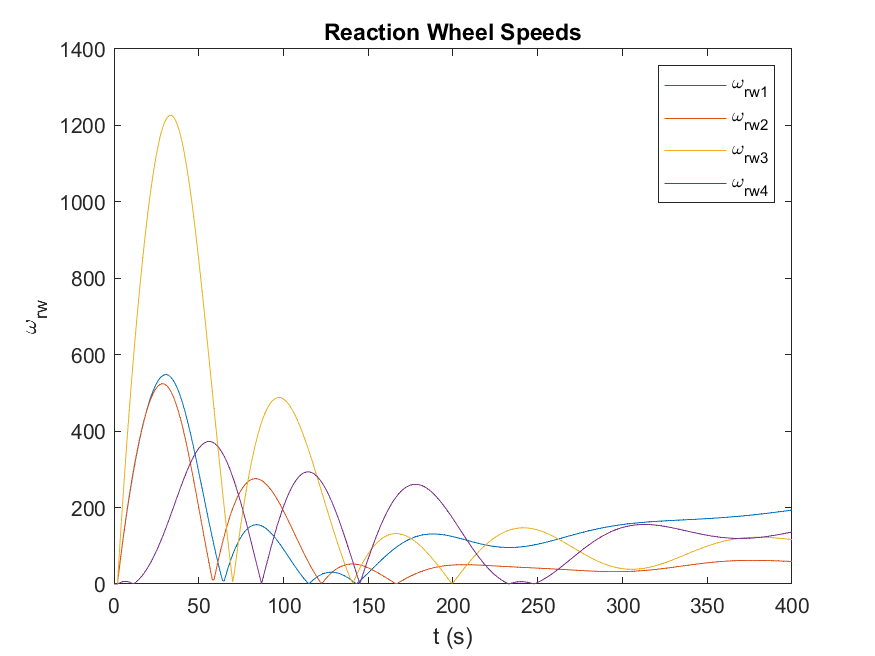 Reaction Wheel Speeds
1400
1200
1000
800
600
400
200
0
ω_rw
0 50 100 150 200 250 300 350 400
t (s)
ω_rw1
ω_rw2
ω_rw3
ω_rw4